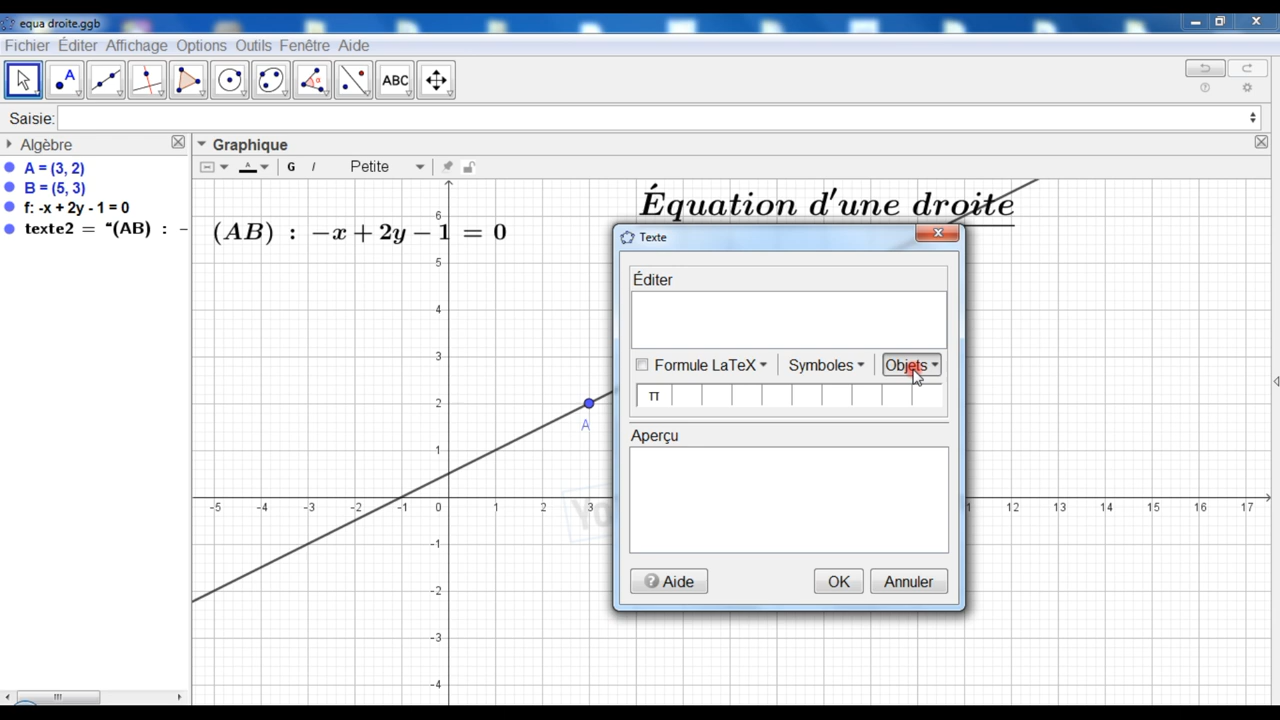 equa droite.ggb
Fichier Éditer Affichage Options Outils Fenêtre Aide
A ABC
Saisie:
Algèbre
Graphique
G I Petite
A = (3, 2)
B = (5, 3)
f: -x + 2y - 1 = 0
texte2 = "(AB) : -
Équation d'une droite
(AB) : −x + 2y − 1 = 0
Texte
Éditer
Formule LaTeX Symboles Objets
π
Aperçu
Aide OK Annuler
A
6
5
4
3
2
1
-5 -4 -3 -2 -1 0 1 2 3 1 12 13 14 15 16 17
-1
-2
-3
-4